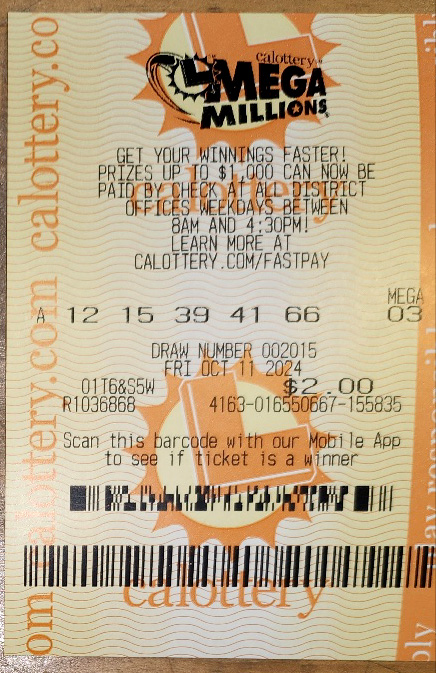 calottery
MEGA
MILLIONS
GET YOUR WINNINGS FASTER!
PRIZES UP TO $1,000 CAN NOW BE
PAID BY CHECK AT ALL DISTRICT
OFFICES WEEKDAYS BETWEEN
8AM AND 4:30PM!
LEARN MORE AT
CALOTTERY.COM/FASTPAY
MEGA
A 12 15 39 41 66 03
DRAW NUMBER 002015
FRI OCT 11 2024
01T6&S5W $2.00
R1036868 4163-016550667-155835
Scan this barcode with our Mobile App
to see if ticket is a winner
calottery
calottery
calottery.co
calottery.com
om